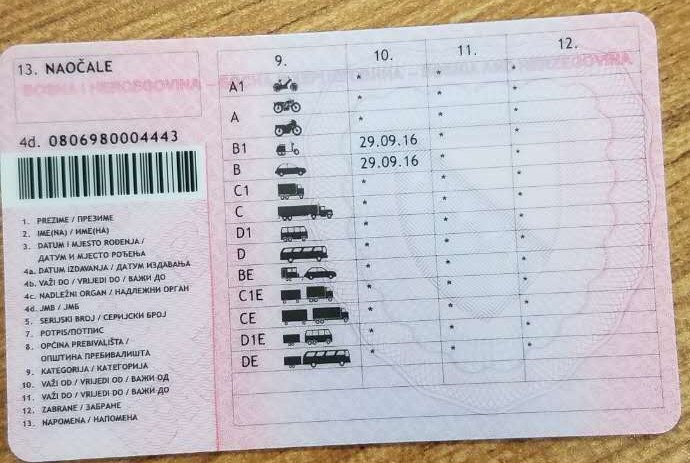 13. NAOČALE
BOSNA I HERCEGOVINA – БОСНА И ХЕРЦЕГОВИНА – BOSNIA AND HERZEGOVINA
4d. 0806980004443
1. PREZIME / ПРЕЗИМЕ
2. IME(NA) / ИМЕ(НА)
3. DATUM I MJESTO ROĐENJA /
ДАТУМ И МЈЕСТО РОЂЕЊА
4a. DATUM IZDAVANJA / ДАТУМ ИЗДАВАЊА
4b. VAŽI DO / VRIJEDI DO / ВАЖИ ДО
4c. NADLEŽNI ORGAN / НАДЛЕЖНИ ОРГАН
4d. JMB / ЈМБ
5. SERIJSKI BROJ / СЕРИЈСКИ БРОЈ
7. POTPIS/ПОТПИС
8. OPĆINA PREBIVALIŠTA /
ОПШТИНА ПРЕБИВАЛИШТА
9. KATEGORIJA / КАТЕГОРИЈА
10. VAŽI OD / VRIJEDI OD / ВАЖИ ОД
11. VAŽI DO / VRIJEDI DO / ВАЖИ ДО
12. ZABRANE / ЗАБРАНЕ
13. NAPOMENA / НАПОМЕНА
9. 10. 11. 12.
A1 * * *
A * * *
B1 29.09.16 * *
B 29.09.16 * *
C1 * * *
C * * *
D1 * * *
D * * *
BE * * *
C1E * * *
CE * * *
D1E * * *
DE * * *